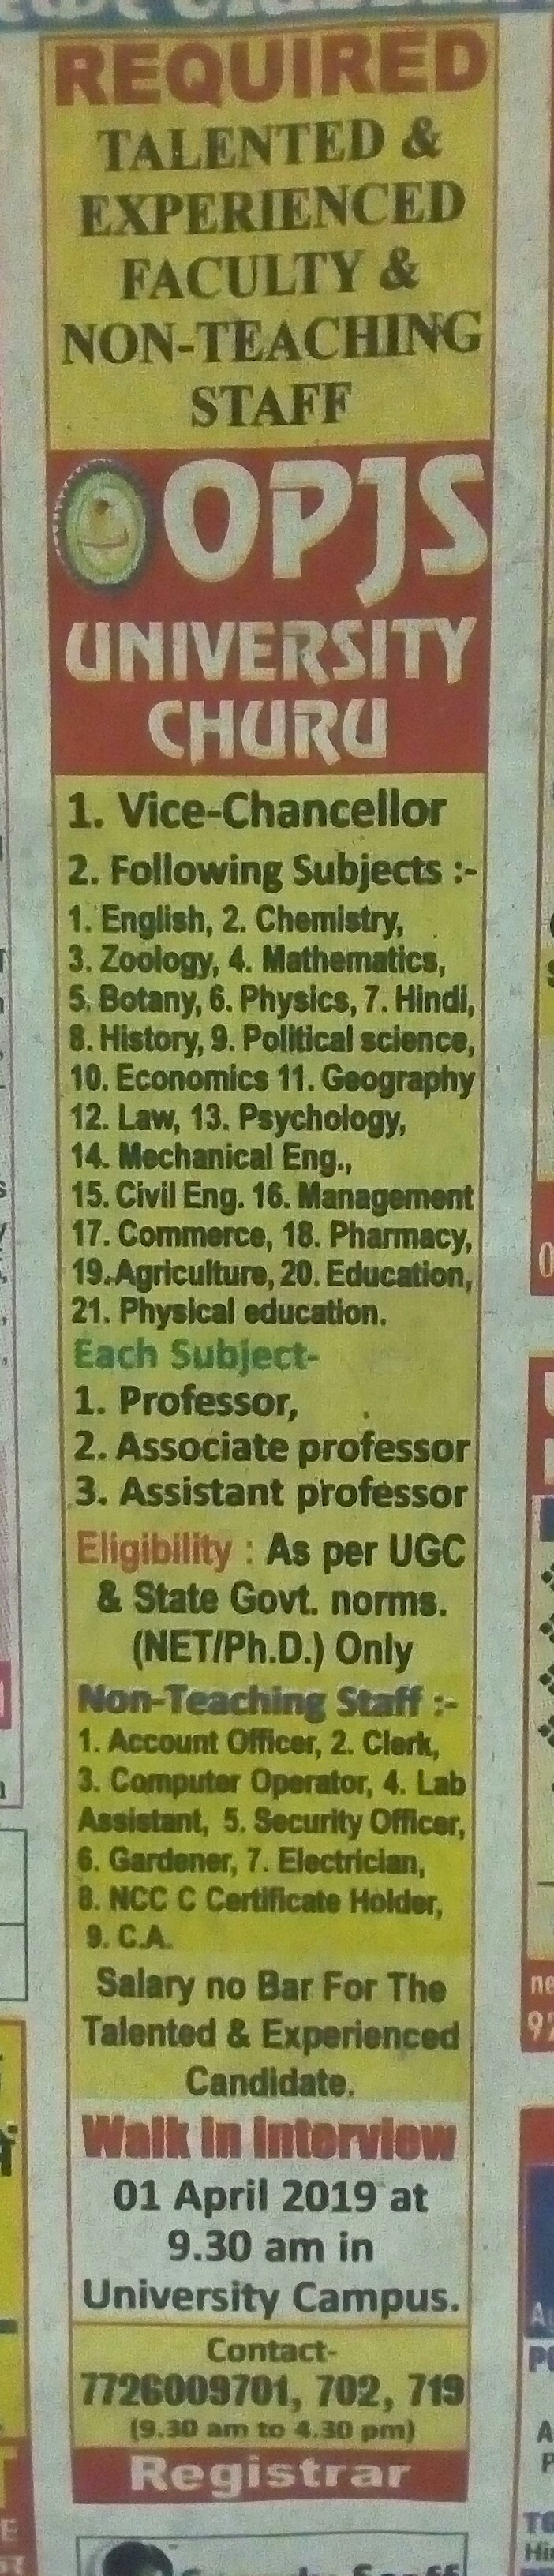 REQUIRED
TALENTED &
EXPERIENCED
FACULTY &
NON-TEACHING
STAFF
OPJS
UNIVERSITY
CHURU
1. Vice-Chancellor
2. Following Subjects :-
1. English, 2. Chemistry,
3. Zoology, 4. Mathematics,
5. Botany, 6. Physics, 7. Hindi,
8. History, 9. Political science,
10. Economics 11. Geography
12. Law, 13. Psychology,
14. Mechanical Eng.,
15. Civil Eng. 16. Management
17. Commerce, 18. Pharmacy,
19. Agriculture, 20. Education,
21. Physical education.
Each Subject-
1. Professor,
2. Associate professor
3. Assistant professor
Eligibility : As per UGC
& State Govt. norms.
(NET/Ph.D.) Only
Non-Teaching Staff :-
1. Account Officer, 2. Clerk,
3. Computer Operator, 4. Lab
Assistant, 5. Security Officer,
6. Gardener, 7. Electrician,
8. NCC C Certificate Holder,
9. C.A.
Salary no Bar For The
Talented & Experienced
Candidate.
Walk in interview
01 April 2019 at
9.30 am in
University Campus.
Contact-
7726009701, 702, 719
(9.30 am to 4.30 pm)
Registrar